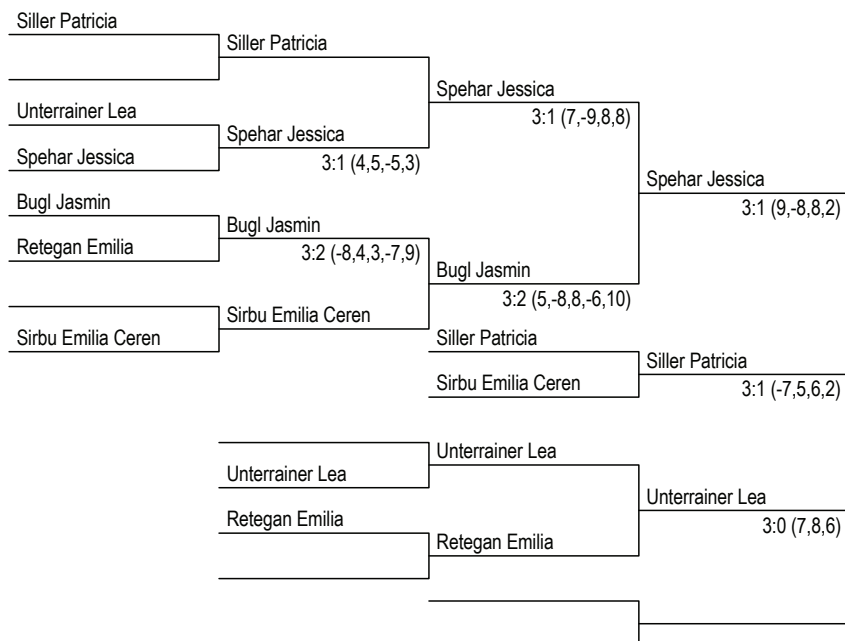 Siller Patricia
Siller Patricia
Spehar Jessica
Unterrainer Lea
3:1 (7,-9,8,8)
Spehar Jessica
Spehar Jessica
3:1 (4,5,-5,3)
Spehar Jessica
3:1 (9,-8,8,2)
Bugl Jasmin
Bugl Jasmin
Retegan Emilia
3:2 (-8,4,3,-7,9)
Bugl Jasmin
3:2 (5,-8,8,-6,10)
Sirbu Emilia Ceren
Sirbu Emilia Ceren
Siller Patricia
Siller Patricia
Sirbu Emilia Ceren
3:1 (-7,5,6,2)
Unterrainer Lea
Unterrainer Lea
Unterrainer Lea
3:0 (7,8,6)
Retegan Emilia
Retegan Emilia